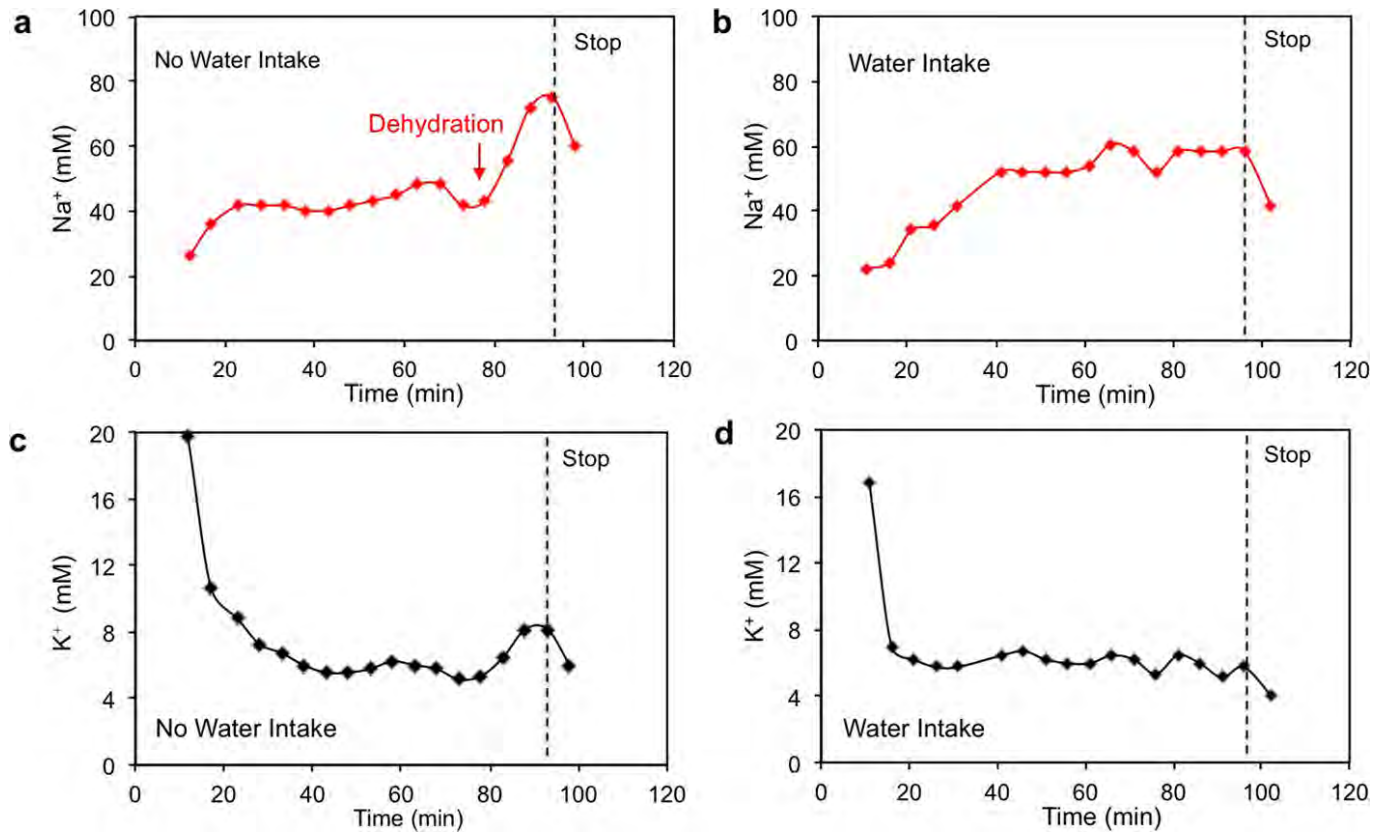 a
100
80
60
40
20
0
Na⁺ (mM)
No Water Intake
Stop
Dehydration
0 20 40 60 80 100 120
Time (min)
b
100
80
60
40
20
0
Na⁺ (mM)
Water Intake
Stop
0 20 40 60 80 100 120
Time (min)
c
20
16
12
8
4
0
K⁺ (mM)
Stop
No Water Intake
0 20 40 60 80 100 120
Time (min)
d
20
16
12
8
4
0
K⁺ (mM)
Stop
Water Intake
0 20 40 60 80 100 120
Time (min)